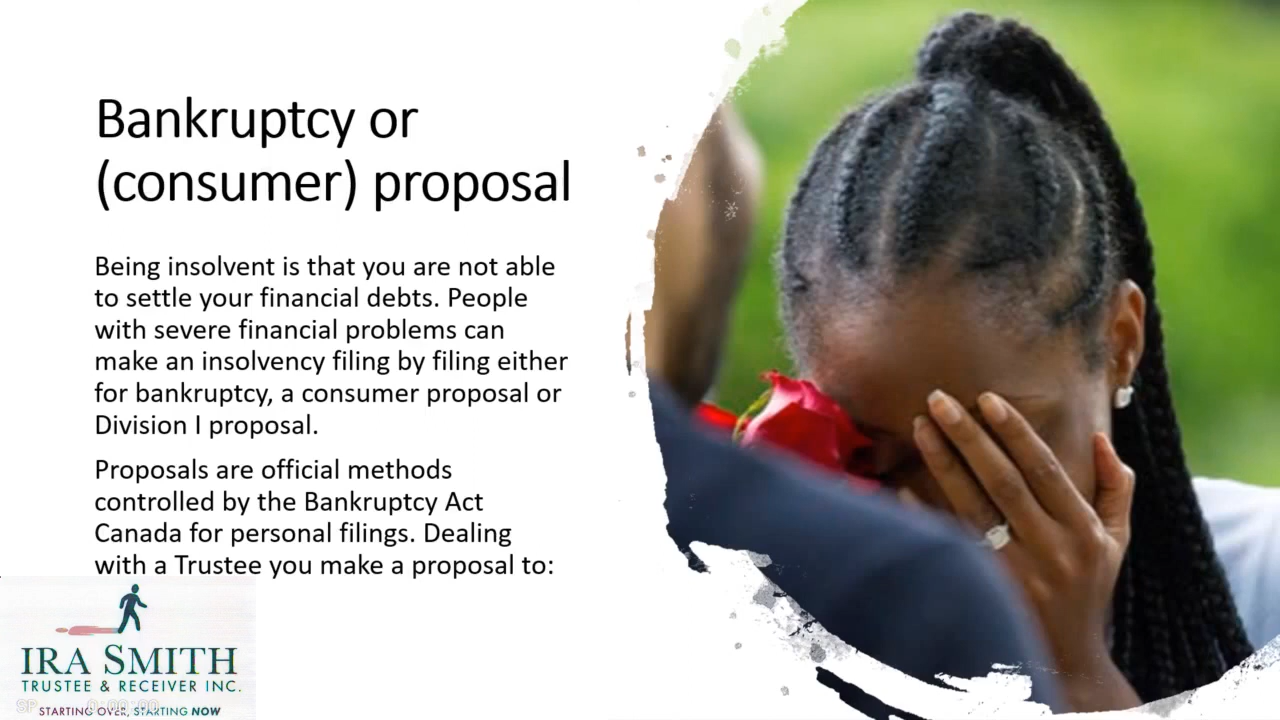 Bankruptcy or
(consumer) proposal
Being insolvent is that you are not able
to settle your financial debts. People
with severe financial problems can
make an insolvency filing by filing either
for bankruptcy, a consumer proposal or
Division I proposal.
Proposals are official methods
controlled by the Bankruptcy Act
Canada for personal filings. Dealing
with a Trustee you make a proposal to:
IRA SMITH
TRUSTEE & RECEIVER INC.
STARTING OVER, STARTING NOW